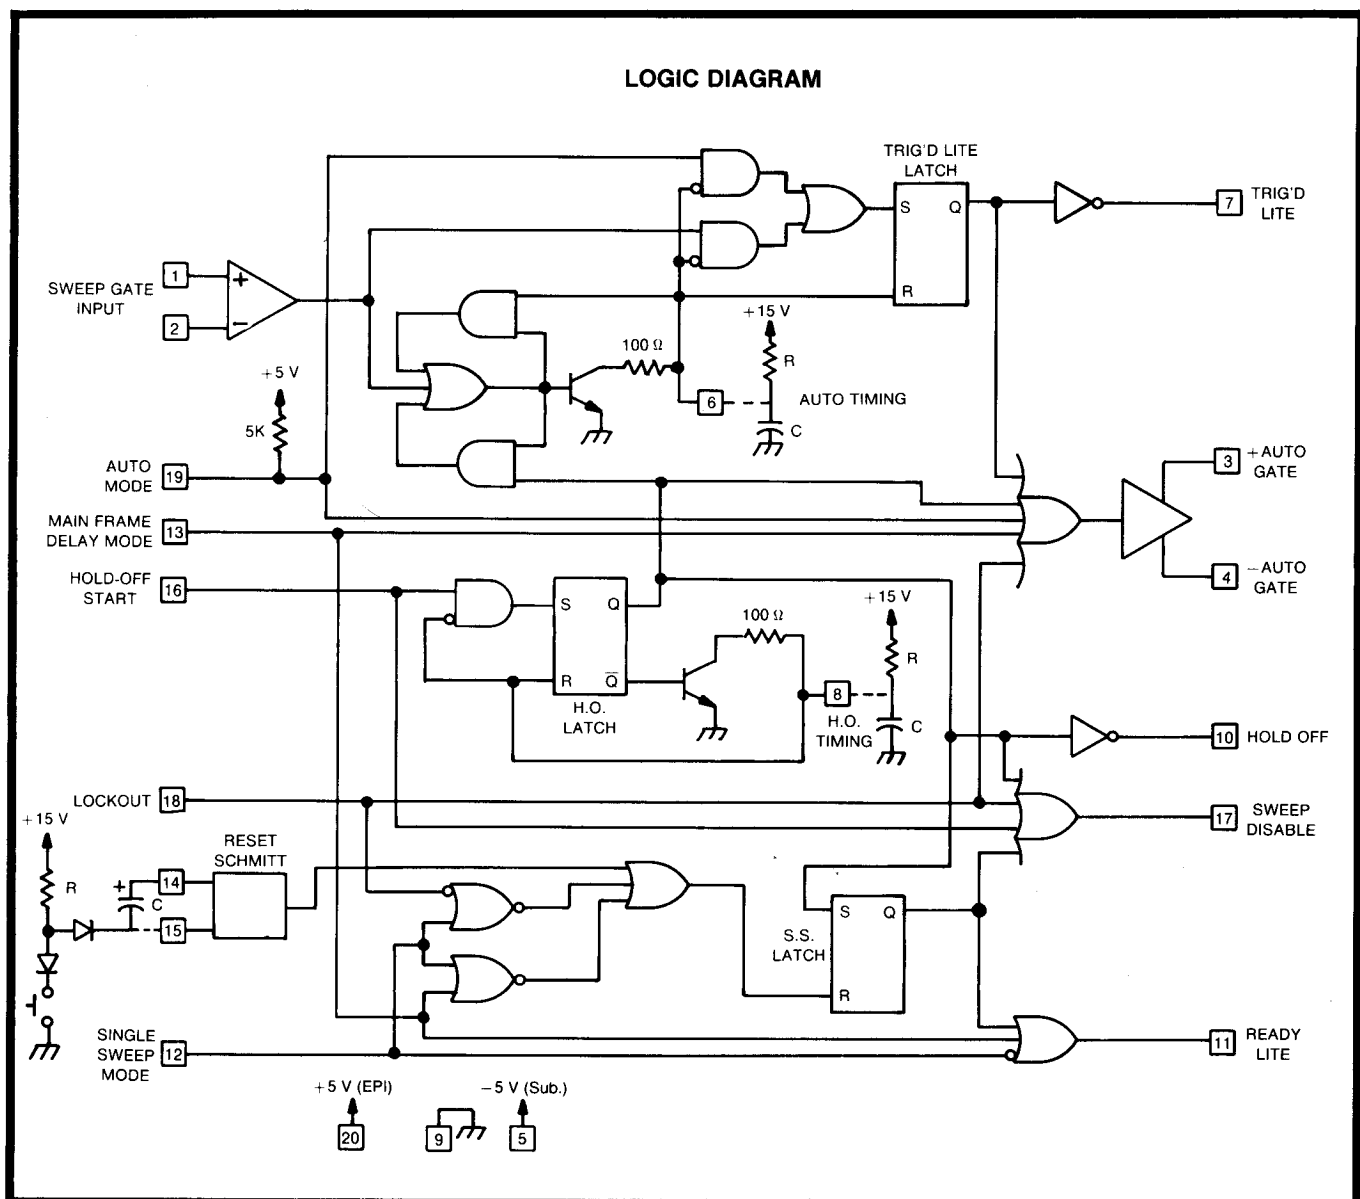 LOGIC DIAGRAM
TRIG'D LITE
LATCH
S
Q
R
7
TRIG'D
LITE
SWEEP GATE
INPUT
1
2
+
−
+15 V
R
100 Ω
6
AUTO TIMING
C
+5 V
5K
AUTO
MODE
19
3
+AUTO
GATE
MAIN FRAME
DELAY MODE
13
4
−AUTO
GATE
HOLD-OFF
START
16
S
Q
R
Q̅
H.O.
LATCH
100 Ω
+15 V
R
8
H.O.
TIMING
C
10
HOLD OFF
LOCKOUT
18
17
SWEEP
DISABLE
+15 V
R
RESET
SCHMITT
+
14
C
15
S
Q
S.S.
LATCH
R
SINGLE
SWEEP
MODE
12
11
READY
LITE
+5 V (EPI)
20
9
−5 V (Sub.)
5